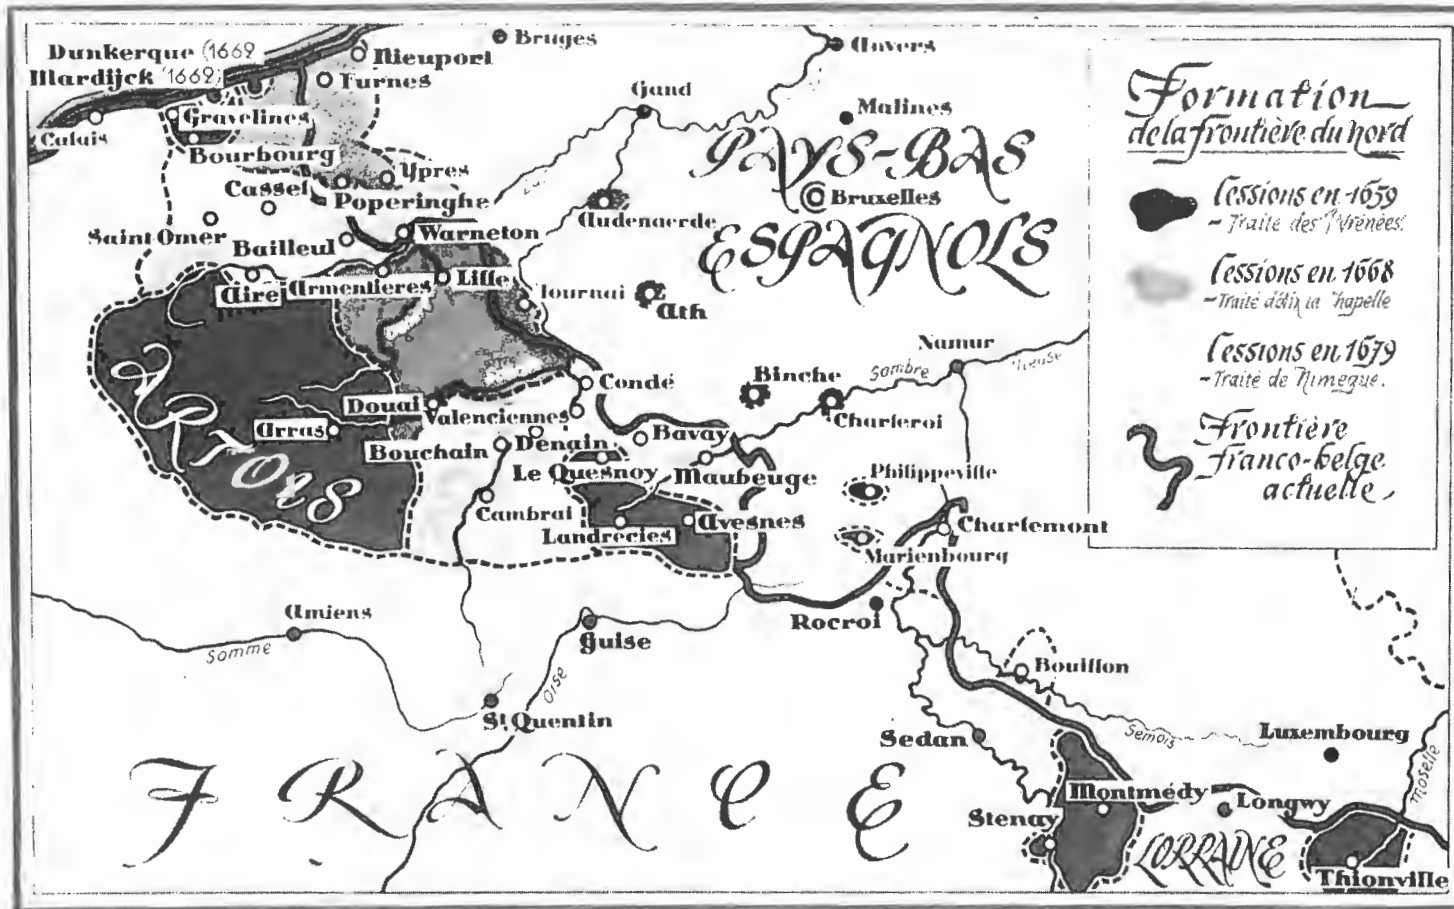 Formation
de la frontière du nord
Cessions en 1659
- Traité des Pyrénées.
Cessions en 1668
- Traité d'Aix la Chapelle
Cessions en 1679
- Traité de Nimegue.
Frontière
franco-belge
actuelle
Dunkerque (1662
Mardijck (1662)
Nieuport
Furnes
Bruges
Anvers
Gand
Malines
Calais
Gravelines
Bourbourg
Cassel
Ypres
Poperinghe
PAYS-BAS
ESPAGNOLS
Bruxelles
Audenaerde
Saint-Omer
Bailleul
Warneton
Aire
Armentieres
Lille
Tournai
Ath
ARTOIS
Namur
Sambre
Meuse
Condé
Binche
Charleroi
Douai
Valenciennes
Arras
Bouchain
Denain
Bavay
Le Quesnoy
Maubeuge
Philippeville
Cambrai
Landrecies
Avesnes
Marienbourg
Charlemont
Rocroi
Amiens
Somme
Guise
Oise
St Quentin
Bouillon
Sedan
Semois
Luxembourg
Moselle
FRANCE
Montmédy
Longwy
Stenay
LORRAINE
Thionville